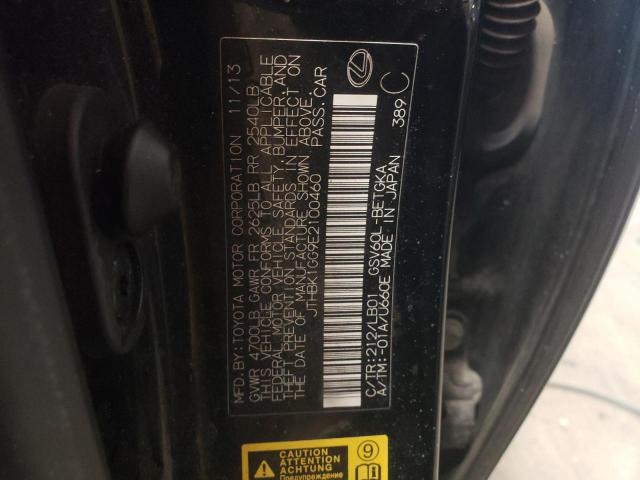 MFD.BY:TOYOTA MOTOR CORPORATION 11/13
GVWR 4700LB GAWR FR 2625LB RR 2540LB
THIS VEHICLE CONFORMS TO ALL APPLICABLE
FEDERAL MOTOR VEHICLE SAFETY, BUMPER, AND
THEFT PREVENTION STANDARDS IN EFFECT ON
THE DATE OF MANUFACTURE SHOWN ABOVE.
JTHBK1GG9E2100460 PASS.CAR
C/TR:212/LB01 GSV60L-BETGKA
A/TM:-01A/U660E MADE IN JAPAN
389 C
CAUTION
ATTENTION
ACHTUNG
Предупреждение
9